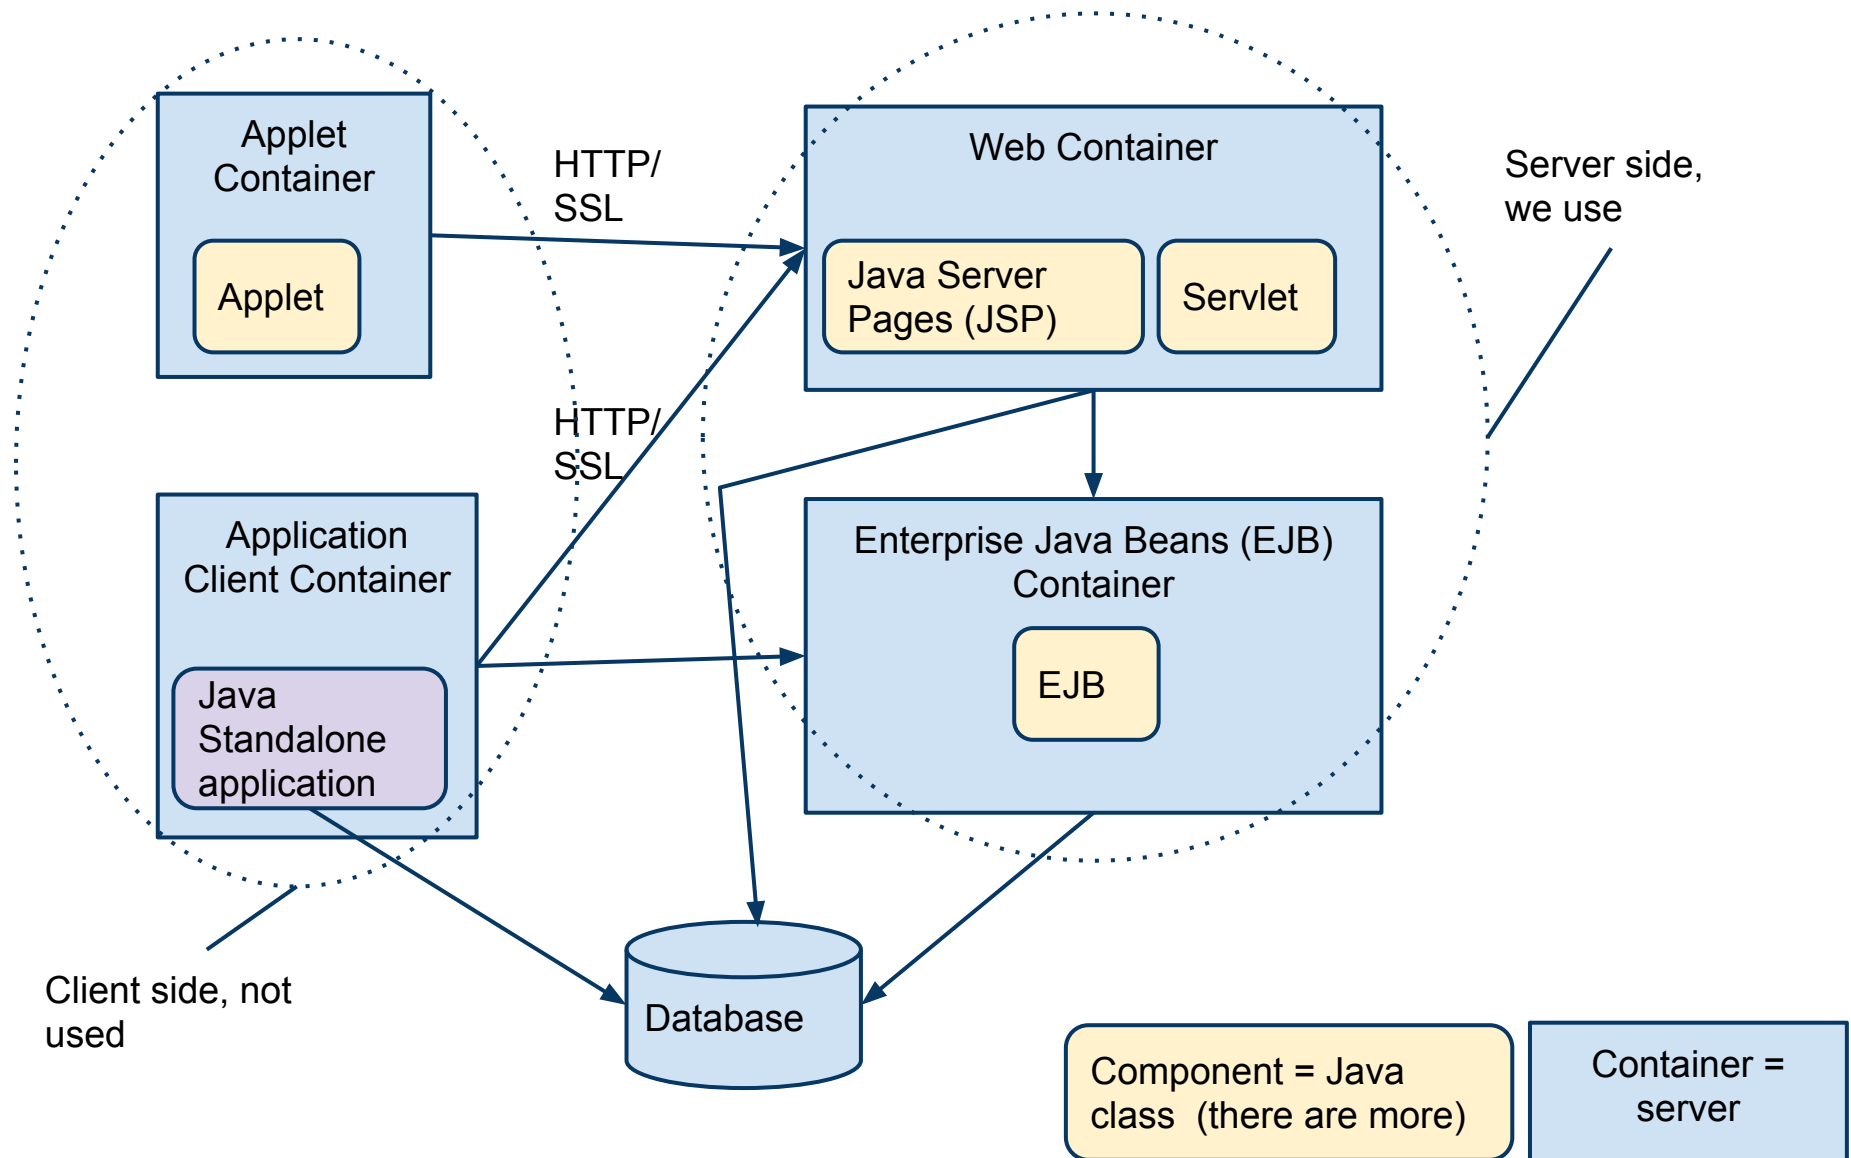 Applet
Container
Applet
HTTP/
SSL
Web Container
Java Server
Pages (JSP)
Servlet
Server side,
we use
HTTP/
SSL
Application
Client Container
Java
Standalone
application
Enterprise Java Beans (EJB)
Container
EJB
Client side, not
used
Database
Component = Java
class (there are more)
Container =
server